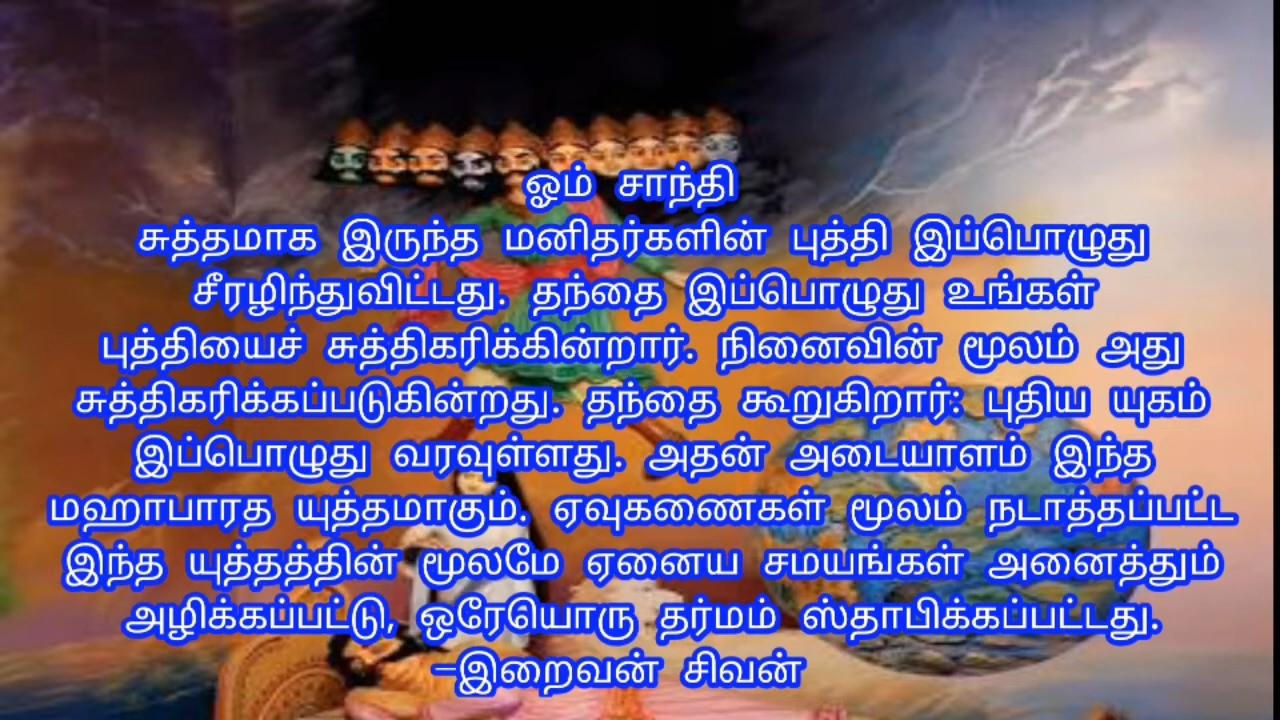 ஓம் சாந்தி
சுத்தமாக இருந்த மனிதர்களின் புத்தி இப்பொழுது
சீரழிந்துவிட்டது. தந்தை இப்பொழுது உங்கள்
புத்தியைச் சுத்திகரிக்கின்றார். நினைவின் மூலம் அது
சுத்திகரிக்கப்படுகின்றது. தந்தை கூறுகிறார்: புதிய யுகம்
இப்பொழுது வரவுள்ளது. அதன் அடையாளம் இந்த
மஹாபாரத யுத்தமாகும். ஏவுகணைகள் மூலம் நடாத்தப்பட்ட
இந்த யுத்தத்தின் மூலமே ஏனைய சமயங்கள் அனைத்தும்
அழிக்கப்பட்டு, ஒரேயொரு தர்மம் ஸ்தாபிக்கப்பட்டது.
-இறைவன் சிவன்